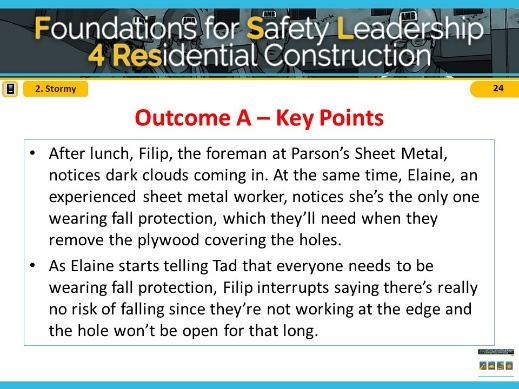 Foundations for Safety Leadership
4 Residential Construction
2. Stormy
24
Outcome A – Key Points
• After lunch, Filip, the foreman at Parson's Sheet Metal,
notices dark clouds coming in. At the same time, Elaine, an
experienced sheet metal worker, notices she's the only one
wearing fall protection, which they'll need when they
remove the plywood covering the holes.
• As Elaine starts telling Tad that everyone needs to be
wearing fall protection, Filip interrupts saying there's really
no risk of falling since they're not working at the edge and
the hole won't be open for that long.